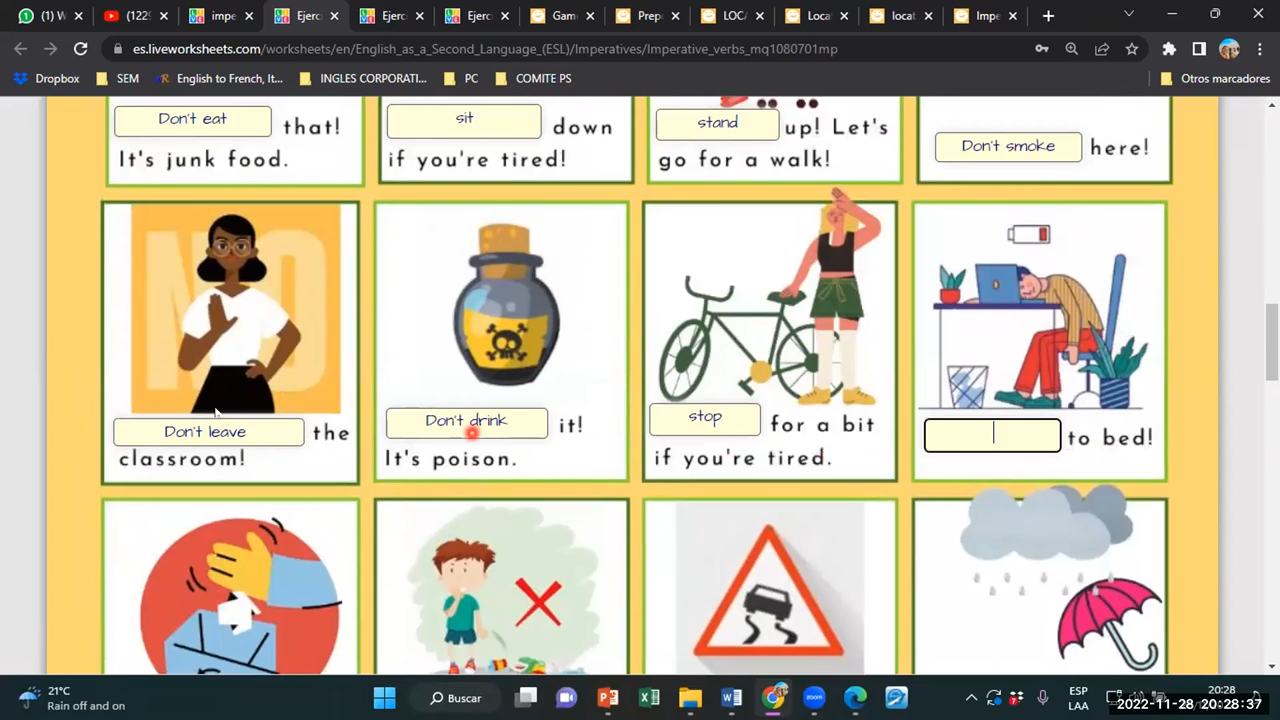 (1) W
(122
impe
Ejerc
Ejerc
Ejerc
Gam
Prep
LOCA
Locat
locat
Impe
es.liveworksheets.com/worksheets/en/English_as_a_Second_Language_(ESL)/Imperatives/Imperative_verbs_mq1080701mp
Dropbox
SEM
English to French, It...
INGLES CORPORATI...
PC
COMITE PS
Otros marcadores
Don't eat that!
It's junk food.
sit down
if you're tired!
stand up! Let's
go for a walk!
Don't smoke here!
NO
Don't leave the
classroom!
Don't drink it!
It's poison.
stop for a bit
if you're tired.
to bed!
21°C
Rain off and on
Buscar
ESP
LAA
20:28
2022-11-28 20:28:37